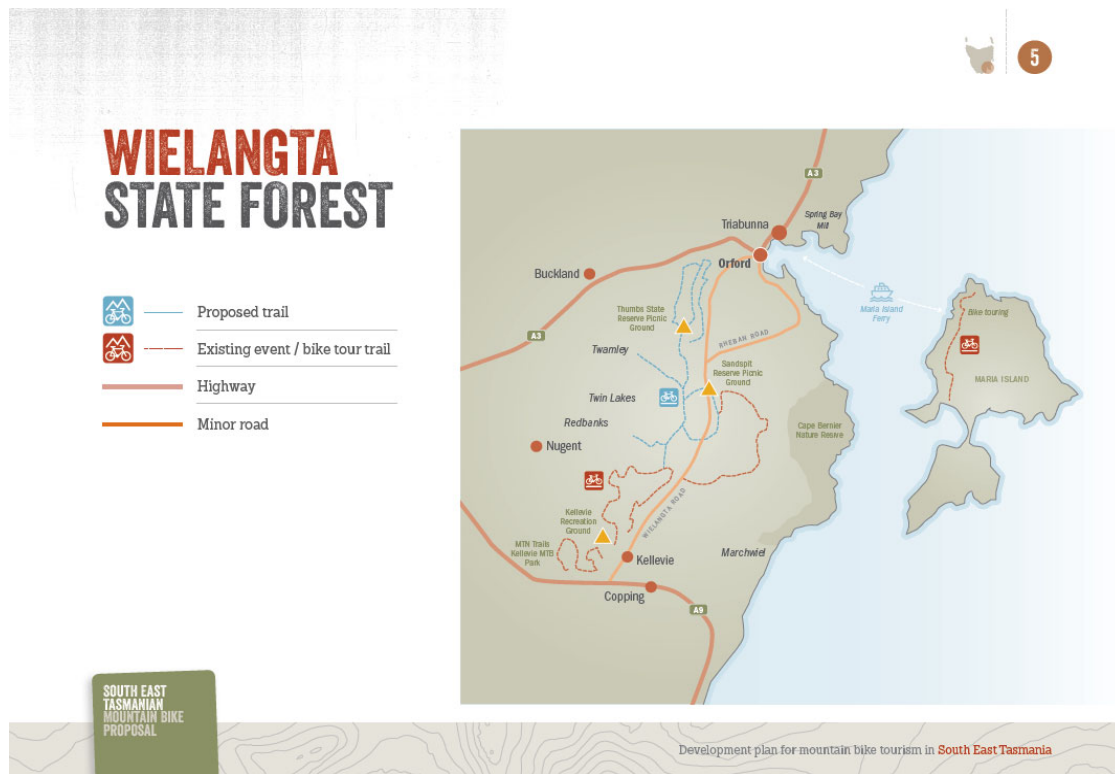 5
WIELANGTA
STATE FOREST
Proposed trail
Existing event / bike tour trail
Highway
Minor road
A3
Spring Bay
Mill
Triabunna
Orford
Buckland
Maria Island
Ferry
Bike touring
MARIA ISLAND
Thumbs State
Reserve Picnic
Ground
A3
RHEBAN ROAD
Twamley
Sandspit
Reserve Picnic
Ground
Twin Lakes
Redbanks
Cape Bernier
Nature Resive
Nugent
WIELANGTA ROAD
Kellevie
Recreation
Ground
MTN Trails
Kellevie MTB
Park
Kellevie
Marchwiel
Copping
A9
SOUTH EAST
TASMANIAN
MOUNTAIN BIKE
PROPOSAL
Development plan for mountain bike tourism in South East Tasmania